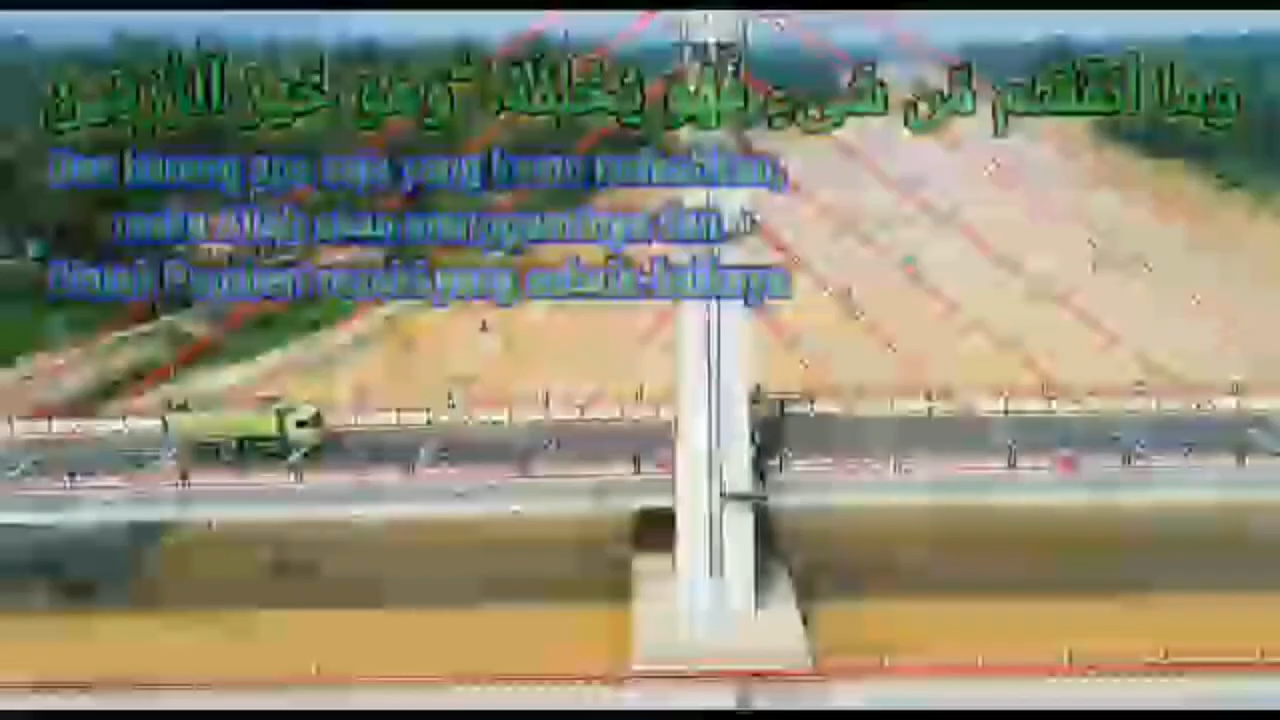 وما أنفقتم من شيء فهو يخلفه وهو خير الرازقين
Dan barang apa saja yang kamu nafkahkan,
maka Allah akan menggantinya dan
Dialah Pemberi rezeki yang sebaik-baiknya